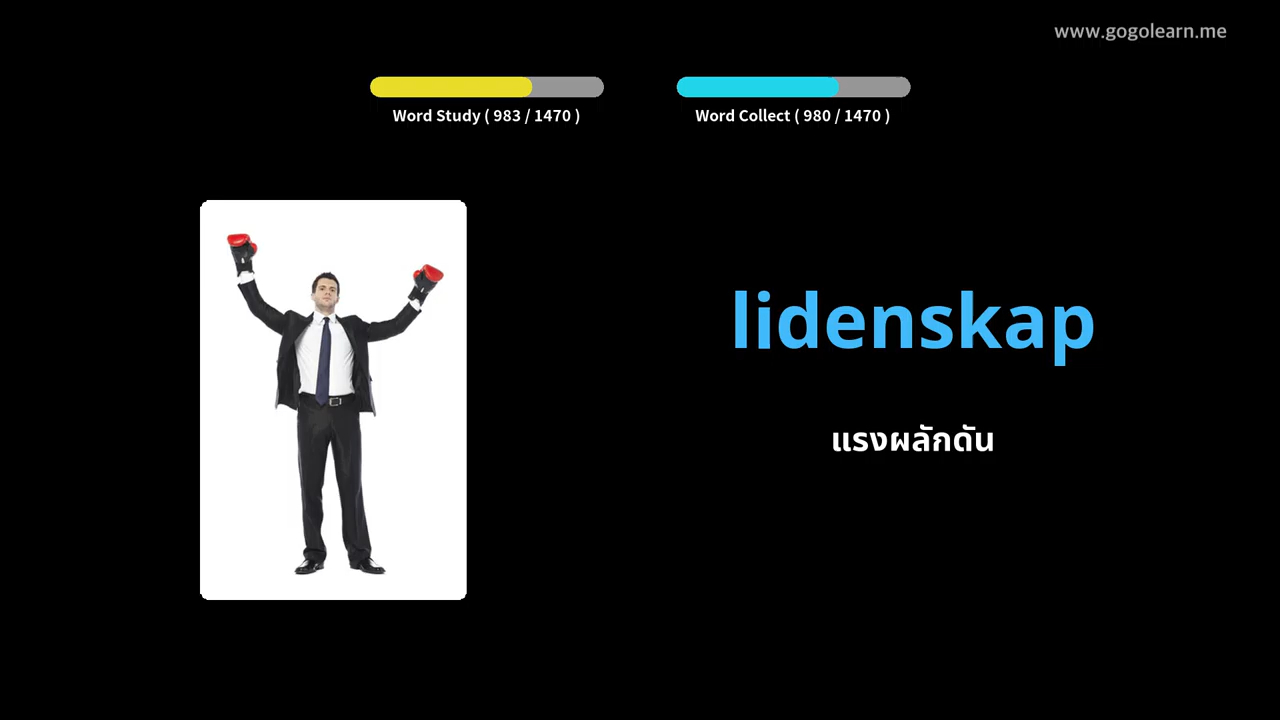 www.gogolearn.me
Word Study ( 983 / 1470 )
Word Collect ( 980 / 1470 )
lidenskap
แรงผลักดัน